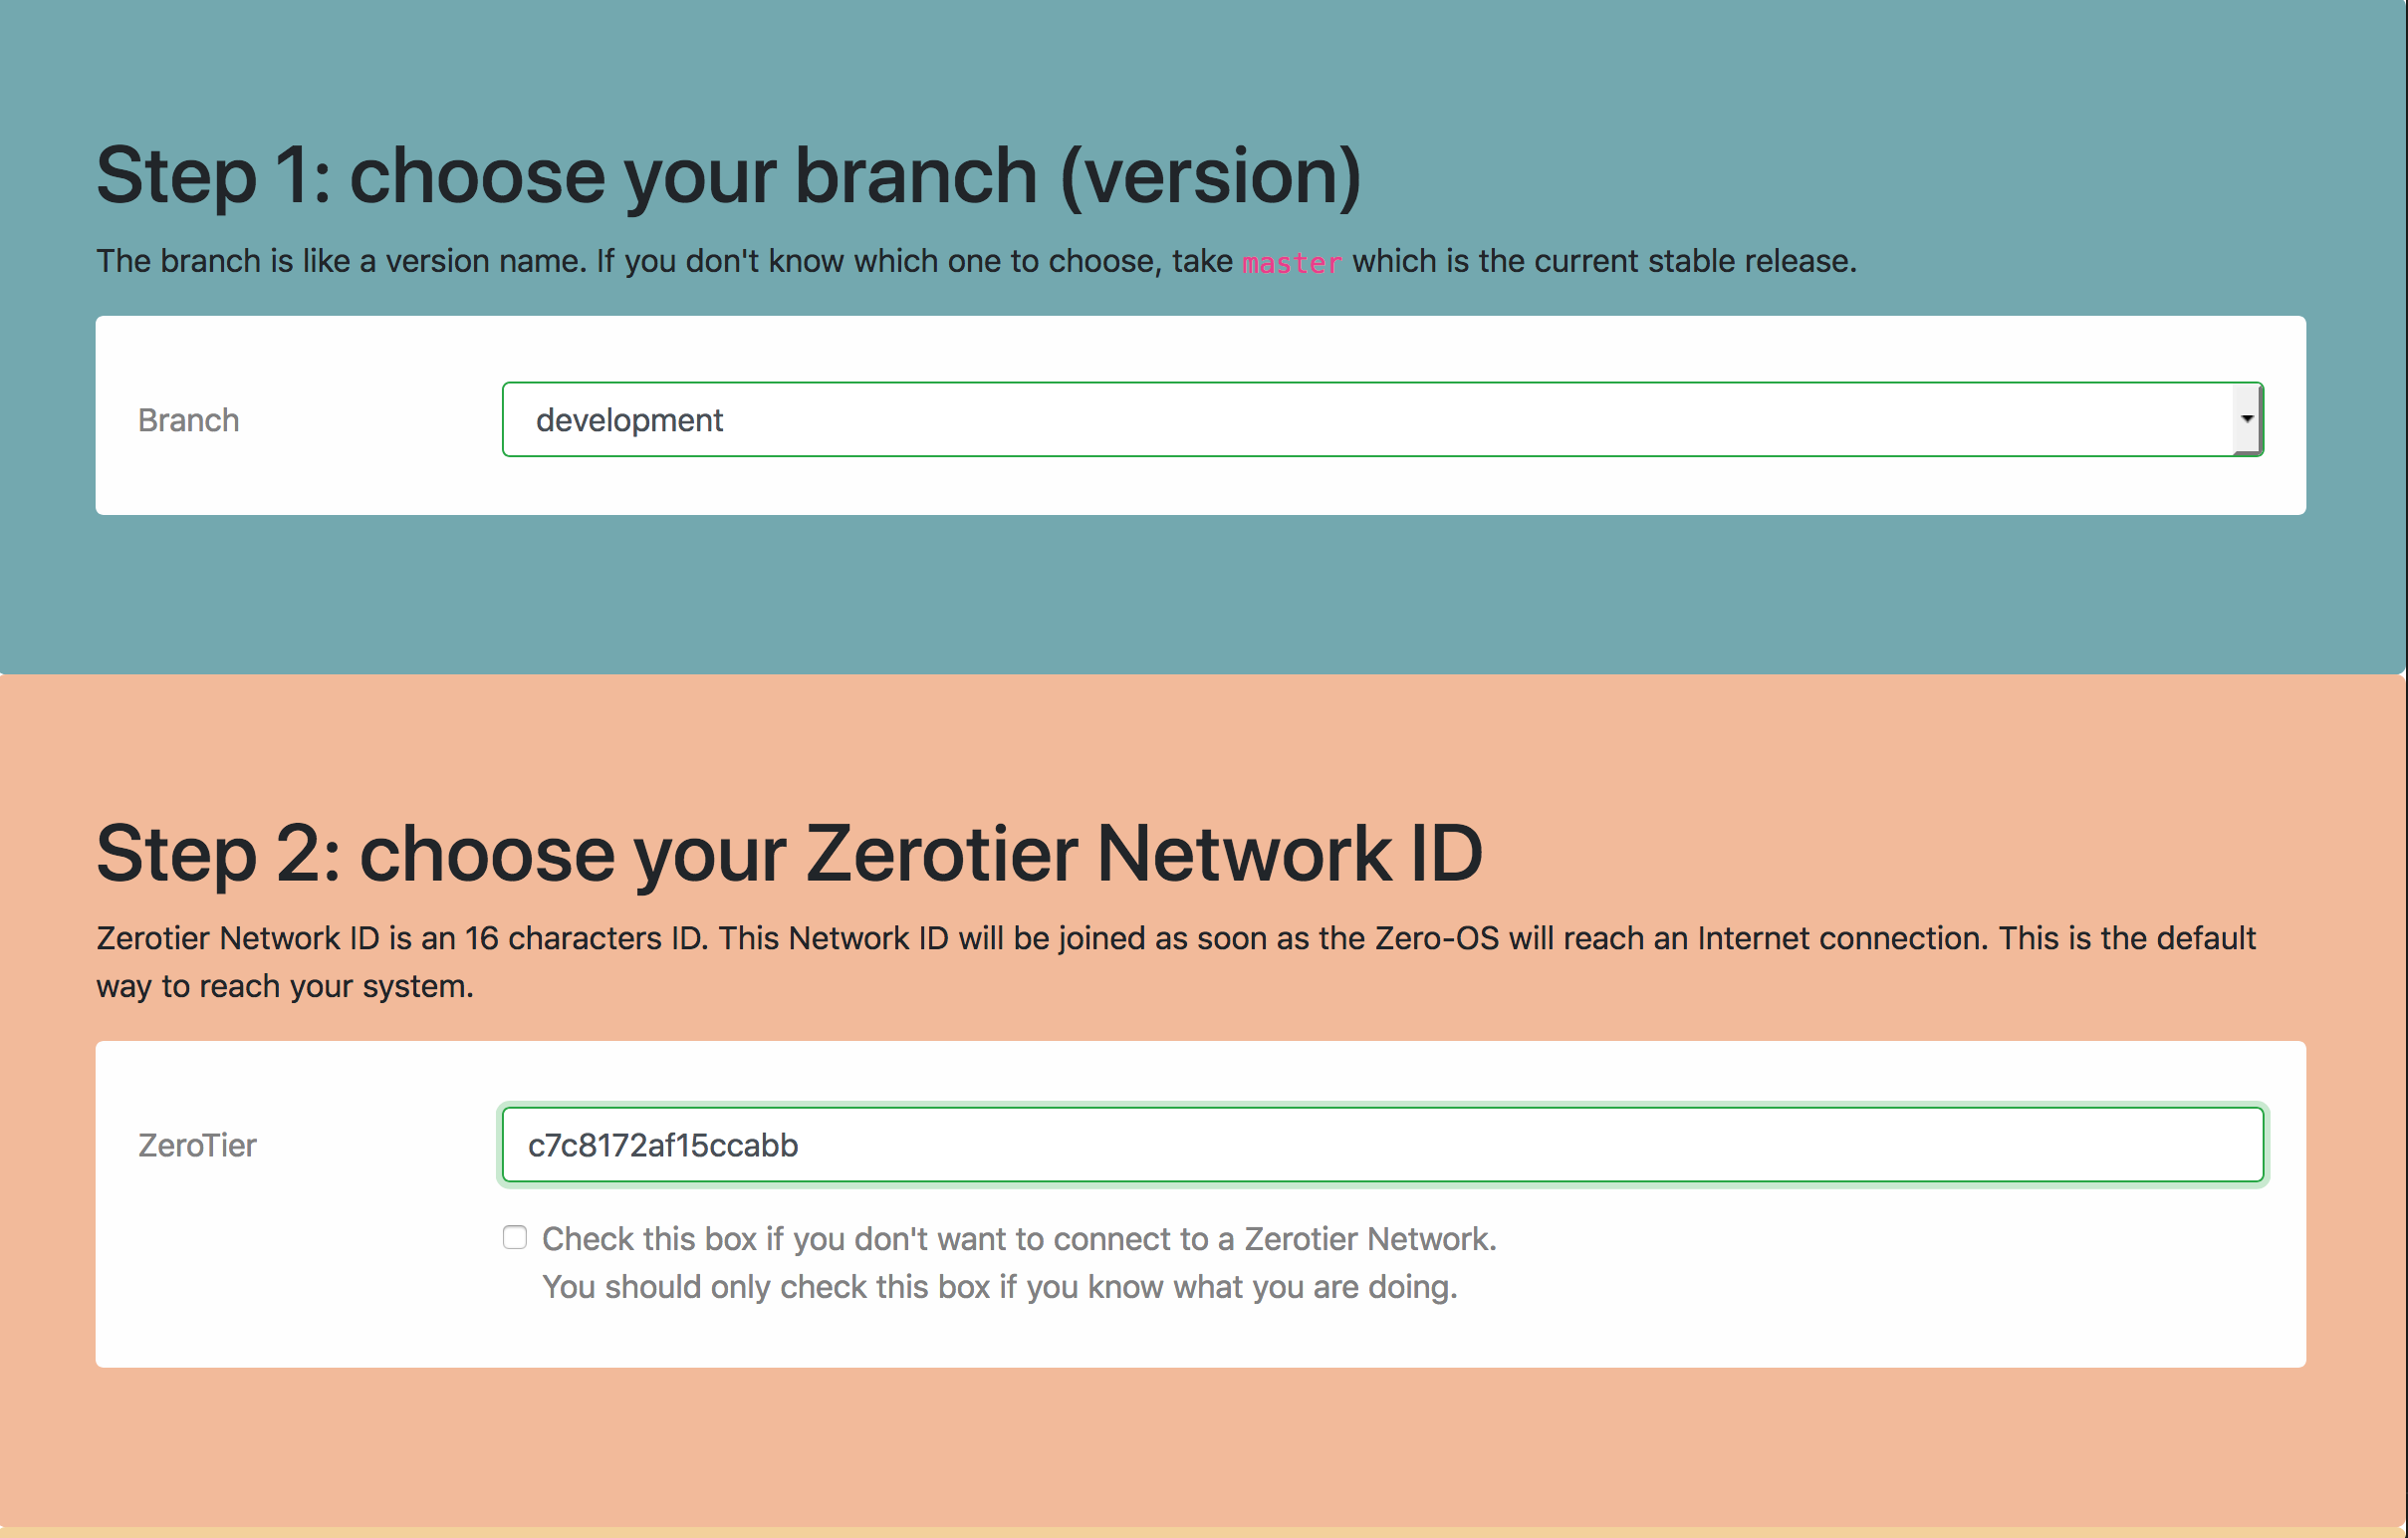 Step 1: choose your branch (version)
The branch is like a version name. If you don't know which one to choose, take master which is the current stable release.
Branch
development
Step 2: choose your Zerotier Network ID
Zerotier Network ID is an 16 characters ID. This Network ID will be joined as soon as the Zero-OS will reach an Internet connection. This is the default
way to reach your system.
ZeroTier
c7c8172af15ccabb
Check this box if you don't want to connect to a Zerotier Network.
You should only check this box if you know what you are doing.